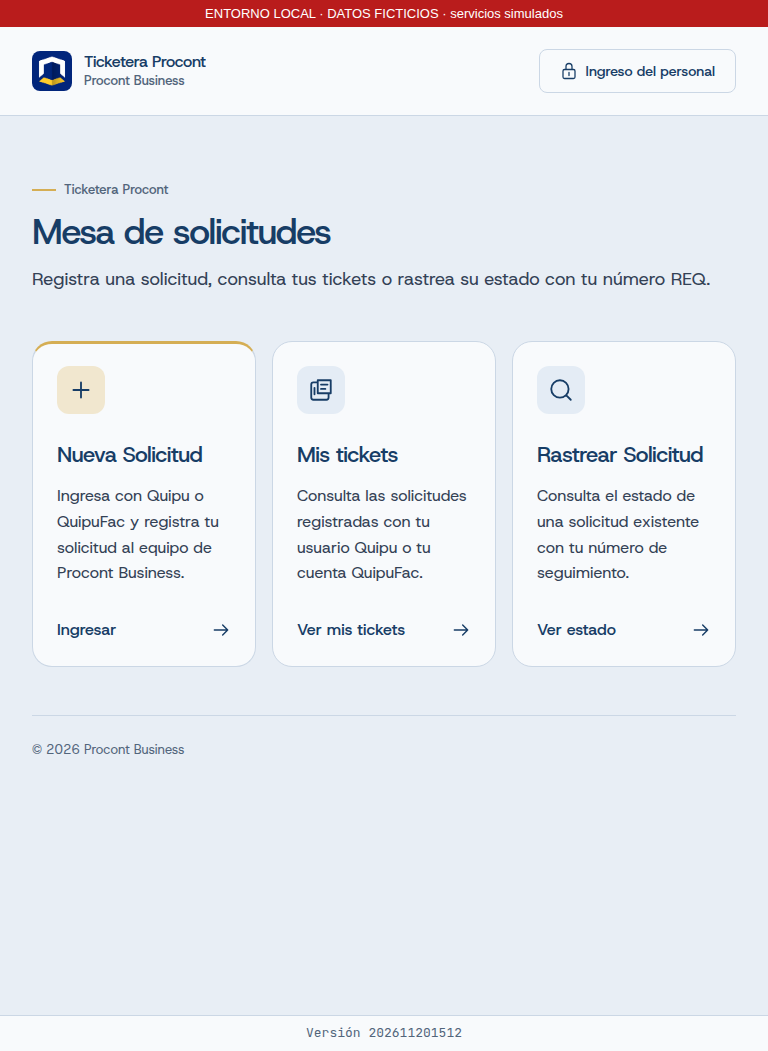 ENTORNO LOCAL · DATOS FICTICIOS · servicios simulados
Ticketera Procont
Procont Business
Ingreso del personal
Ticketera Procont
Mesa de solicitudes
Registra una solicitud, consulta tus tickets o rastrea su estado con tu número REQ.
Nueva Solicitud
Ingresa con Quipu o
QuipuFac y registra tu
solicitud al equipo de
Procont Business.
Ingresar
Mis tickets
Consulta las solicitudes
registradas con tu
usuario Quipu o tu
cuenta QuipuFac.
Ver mis tickets
Rastrear Solicitud
Consulta el estado de
una solicitud existente
con tu número de
seguimiento.
Ver estado
© 2026 Procont Business
Versión 202611201512